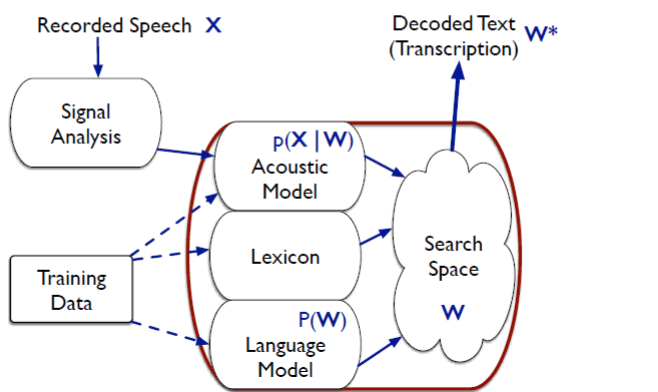 Recorded Speech X
Decoded Text
(Transcription) W*
Signal
Analysis
p(X | W)
Acoustic
Model
Lexicon
Search
Space
W
Training
Data
P(W)
Language
Model